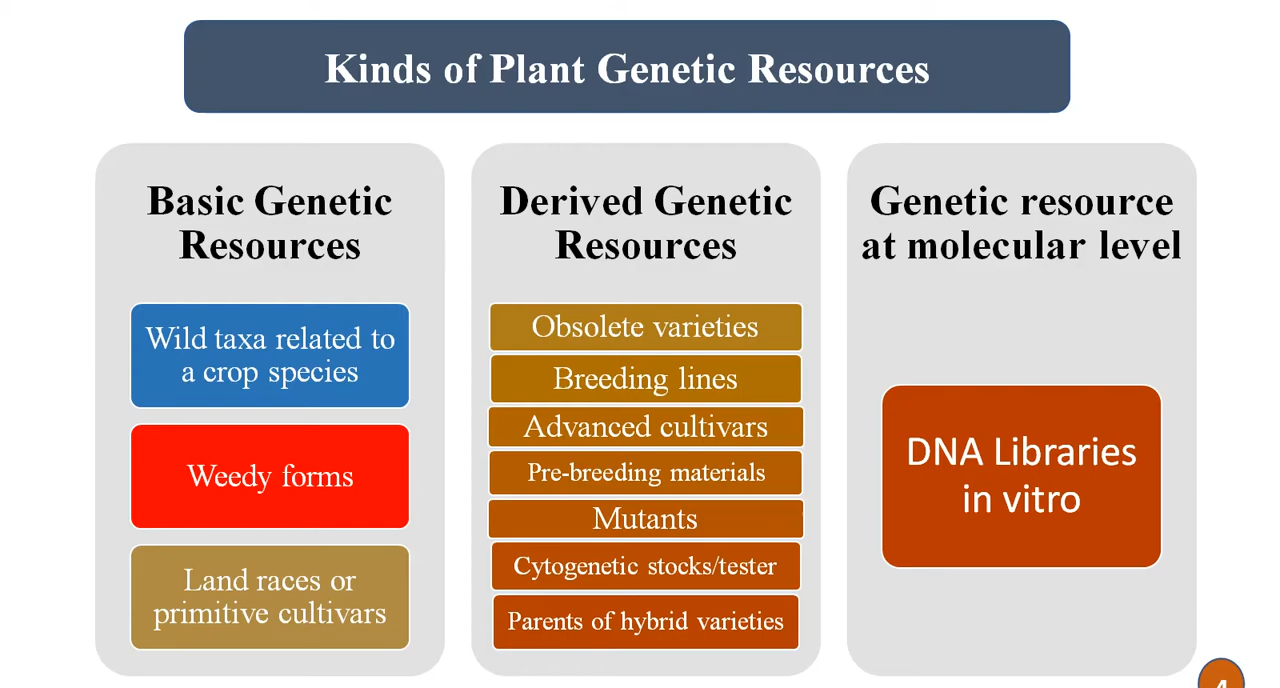 Kinds of Plant Genetic Resources
Basic Genetic
Resources
Wild taxa related to
a crop species
Weedy forms
Land races or
primitive cultivars
Derived Genetic
Resources
Obsolete varieties
Breeding lines
Advanced cultivars
Pre-breeding materials
Mutants
Cytogenetic stocks/tester
Parents of hybrid varieties
Genetic resource
at molecular level
DNA Libraries
in vitro
4